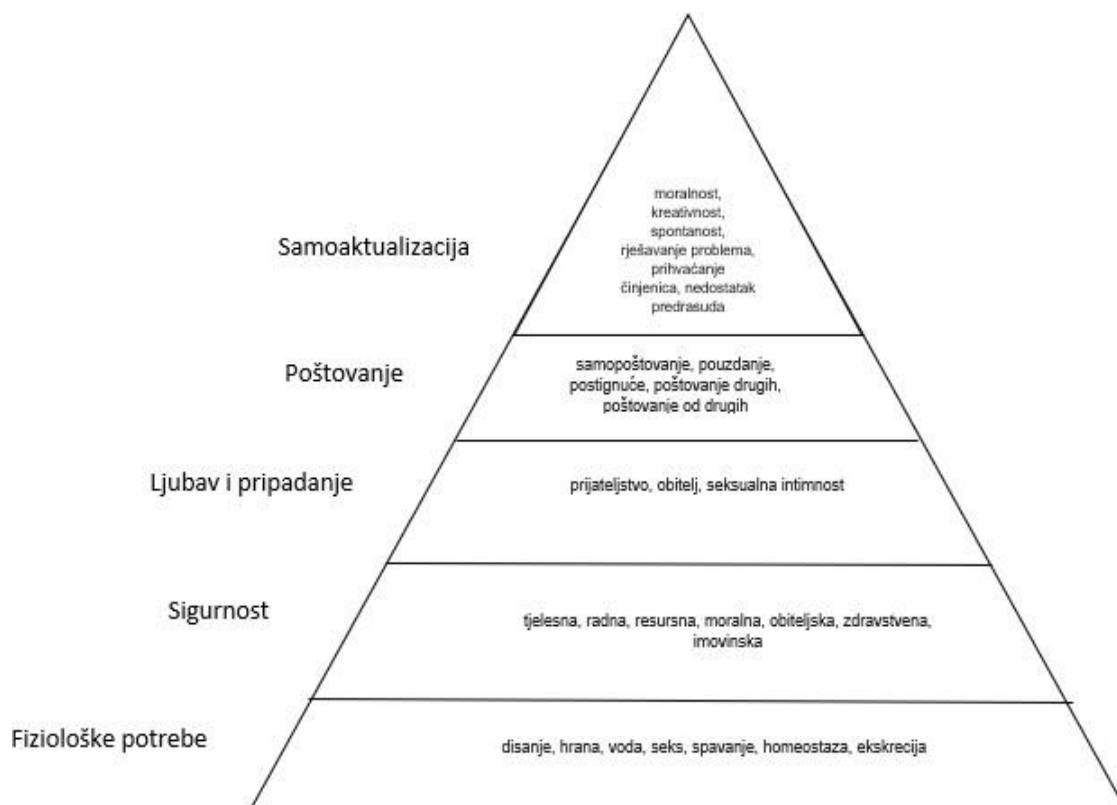 Samoaktualizacija
moralnost,
kreativnost,
spontanost,
rješavanje problema,
prihvaćanje
činjenica, nedostatak
predrasuda
Poštovanje
samopoštovanje, pouzdanje,
postignuće, poštovanje drugih,
poštovanje od drugih
Ljubav i pripadanje
prijateljstvo, obitelj, seksualna intimnost
Sigurnost
tjelesna, radna, resursna, moralna, obiteljska, zdravstvena,
imovinska
Fiziološke potrebe
disanje, hrana, voda, seks, spavanje, homeostaza, ekskrecija